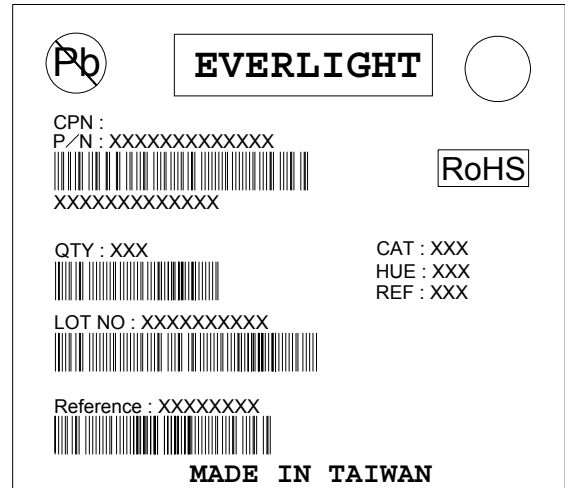 Pb
EVERLIGHT
CPN :
P/N : XXXXXXXXXXXXX
XXXXXXXXXXXXX
RoHS
QTY : XXX
CAT : XXX
HUE : XXX
REF : XXX
LOT NO : XXXXXXXXXX
Reference : XXXXXXXX
MADE IN TAIWAN